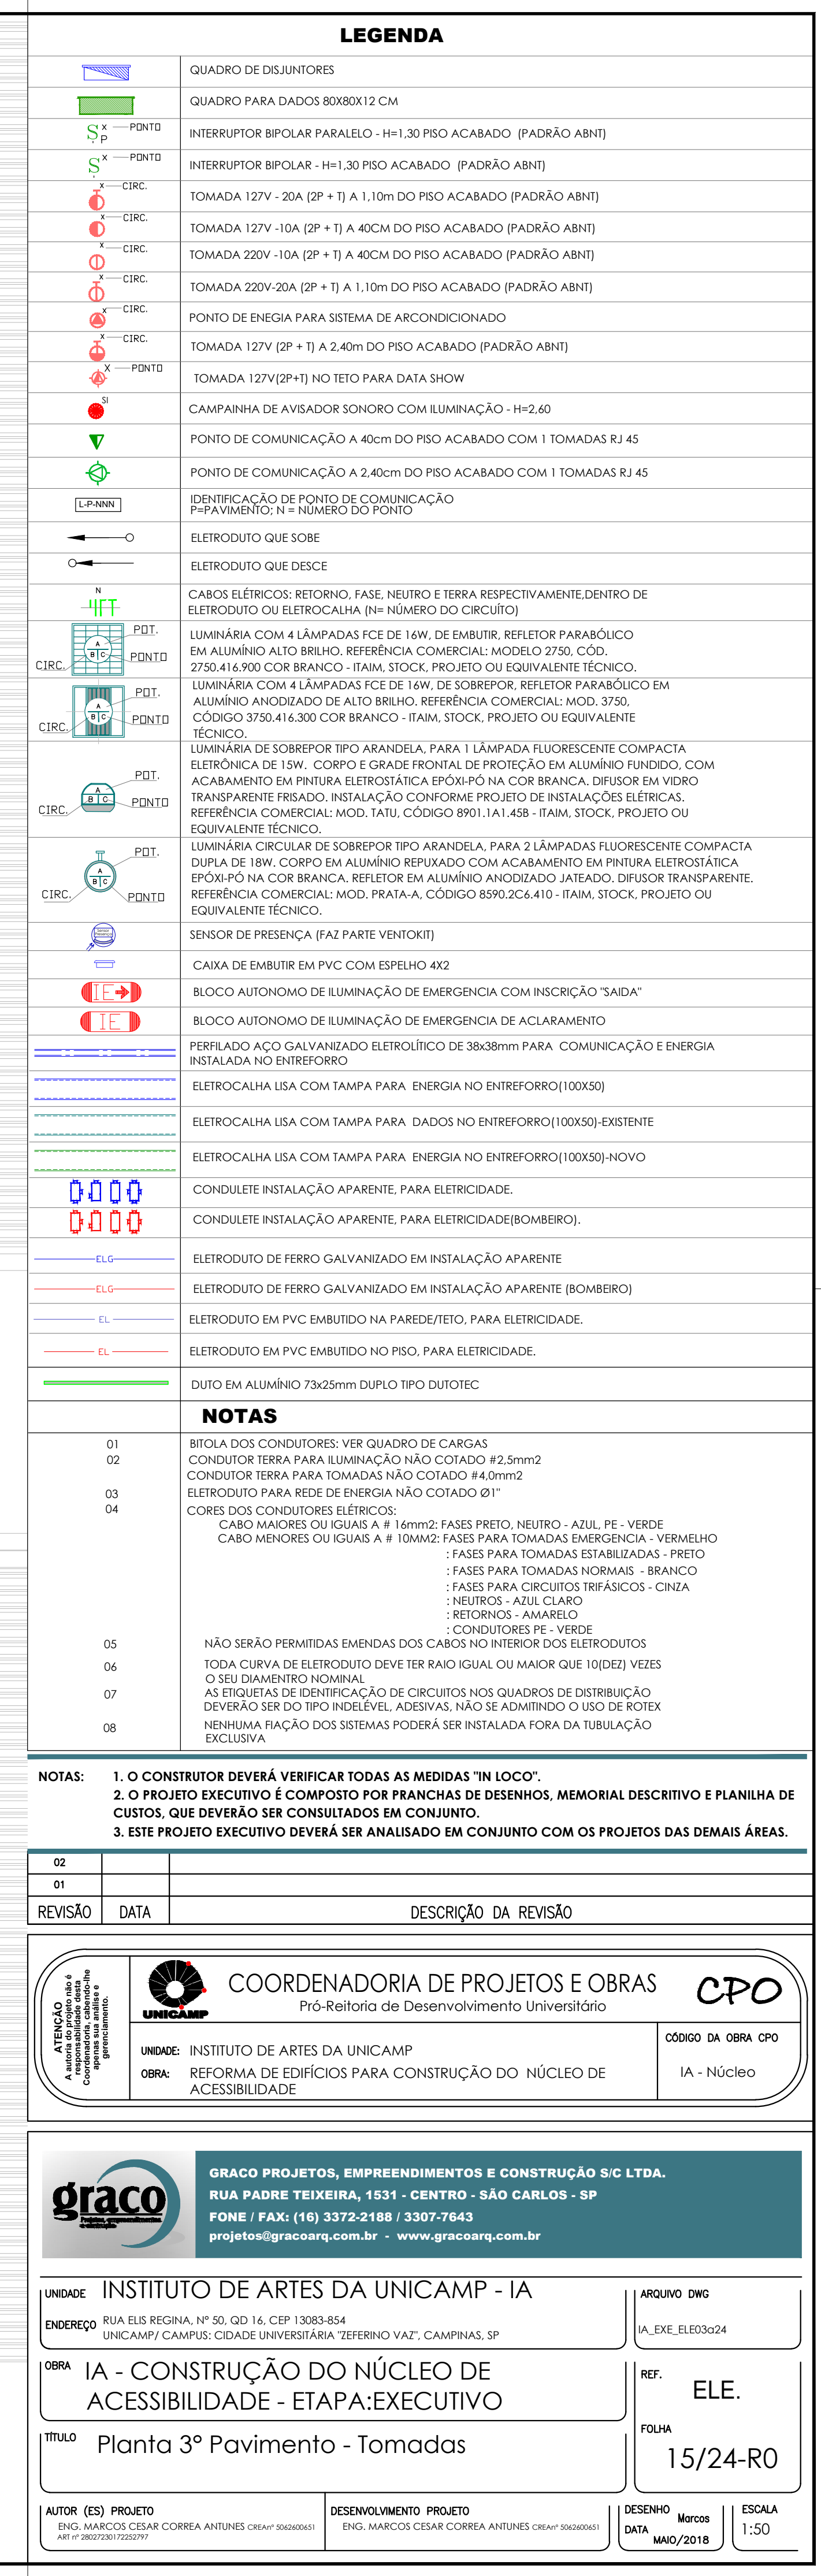 LEGENDA
QUADRO DE DISJUNTORES
QUADRO PARA DADOS 80X80X12 CM
S x PONTO
P
INTERRUPTOR BIPOLAR PARALELO - H=1,30 PISO ACABADO (PADRÃO ABNT)
S x PONTO
INTERRUPTOR BIPOLAR - H=1,30 PISO ACABADO (PADRÃO ABNT)
x CIRC.
TOMADA 127V - 20A (2P + T) A 1,10m DO PISO ACABADO (PADRÃO ABNT)
x CIRC.
TOMADA 127V -10A (2P + T) A 40CM DO PISO ACABADO (PADRÃO ABNT)
x CIRC.
TOMADA 220V -10A (2P + T) A 40CM DO PISO ACABADO (PADRÃO ABNT)
x CIRC.
TOMADA 220V-20A (2P + T) A 1,10m DO PISO ACABADO (PADRÃO ABNT)
x CIRC.
PONTO DE ENEGIA PARA SISTEMA DE ARCONDICIONADO
x CIRC.
TOMADA 127V (2P + T) A 2,40m DO PISO ACABADO (PADRÃO ABNT)
X PONTO
TOMADA 127V(2P+T) NO TETO PARA DATA SHOW
SI
CAMPAINHA DE AVISADOR SONORO COM ILUMINAÇÃO - H=2,60
PONTO DE COMUNICAÇÃO A 40cm DO PISO ACABADO COM 1 TOMADAS RJ 45
PONTO DE COMUNICAÇÃO A 2,40cm DO PISO ACABADO COM 1 TOMADAS RJ 45
L-P-NNN
IDENTIFICAÇÃO DE PONTO DE COMUNICAÇÃO
P=PAVIMENTO; N = NÚMERO DO PONTO
ELETRODUTO QUE SOBE
ELETRODUTO QUE DESCE
N
CABOS ELÉTRICOS: RETORNO, FASE, NEUTRO E TERRA RESPECTIVAMENTE,DENTRO DE
ELETRODUTO OU ELETROCALHA (N= NÚMERO DO CIRCUÍTO)
POT.
A
B C
PONTO
CIRC.
LUMINÁRIA COM 4 LÂMPADAS FCE DE 16W, DE EMBUTIR, REFLETOR PARABÓLICO
EM ALUMÍNIO ALTO BRILHO. REFERÊNCIA COMERCIAL: MODELO 2750, CÓD.
2750.416.900 COR BRANCO - ITAIM, STOCK, PROJETO OU EQUIVALENTE TÉCNICO.
POT.
A
B C
PONTO
CIRC.
LUMINÁRIA COM 4 LÂMPADAS FCE DE 16W, DE SOBREPOR, REFLETOR PARABÓLICO EM
ALUMÍNIO ANODIZADO DE ALTO BRILHO. REFERÊNCIA COMERCIAL: MOD. 3750,
CÓDIGO 3750.416.300 COR BRANCO - ITAIM, STOCK, PROJETO OU EQUIVALENTE
TÉCNICO.
POT.
A
B C
PONTO
CIRC.
LUMINÁRIA DE SOBREPOR TIPO ARANDELA, PARA 1 LÂMPADA FLUORESCENTE COMPACTA
ELETRÔNICA DE 15W. CORPO E GRADE FRONTAL DE PROTEÇÃO EM ALUMÍNIO FUNDIDO, COM
ACABAMENTO EM PINTURA ELETROSTÁTICA EPÓXI-PÓ NA COR BRANCA. DIFUSOR EM VIDRO
TRANSPARENTE FRISADO. INSTALAÇÃO CONFORME PROJETO DE INSTALAÇÕES ELÉTRICAS.
REFERÊNCIA COMERCIAL: MOD. TATU, CÓDIGO 8901.1A1.45B - ITAIM, STOCK, PROJETO OU
EQUIVALENTE TÉCNICO.
POT.
A
B C
CIRC.
PONTO
LUMINÁRIA CIRCULAR DE SOBREPOR TIPO ARANDELA, PARA 2 LÂMPADAS FLUORESCENTE COMPACTA
DUPLA DE 18W. CORPO EM ALUMÍNIO REPUXADO COM ACABAMENTO EM PINTURA ELETROSTÁTICA
EPÓXI-PÓ NA COR BRANCA. REFLETOR EM ALUMÍNIO ANODIZADO JATEADO. DIFUSOR TRANSPARENTE.
REFERÊNCIA COMERCIAL: MOD. PRATA-A, CÓDIGO 8590.2C6.410 - ITAIM, STOCK, PROJETO OU
EQUIVALENTE TÉCNICO.
SENSOR DE PRESENÇA (FAZ PARTE VENTOKIT)
CAIXA DE EMBUTIR EM PVC COM ESPELHO 4X2
IE
BLOCO AUTONOMO DE ILUMINAÇÃO DE EMERGENCIA COM INSCRIÇÃO "SAIDA"
IE
BLOCO AUTONOMO DE ILUMINAÇÃO DE EMERGENCIA DE ACLARAMENTO
PERFILADO AÇO GALVANIZADO ELETROLÍTICO DE 38x38mm PARA COMUNICAÇÃO E ENERGIA
INSTALADA NO ENTREFORRO
ELETROCALHA LISA COM TAMPA PARA ENERGIA NO ENTREFORRO(100X50)
ELETROCALHA LISA COM TAMPA PARA DADOS NO ENTREFORRO(100X50)-EXISTENTE
ELETROCALHA LISA COM TAMPA PARA ENERGIA NO ENTREFORRO(100X50)-NOVO
CONDULETE INSTALAÇÃO APARENTE, PARA ELETRICIDADE.
CONDULETE INSTALAÇÃO APARENTE, PARA ELETRICIDADE(BOMBEIRO).
ELG
ELETRODUTO DE FERRO GALVANIZADO EM INSTALAÇÃO APARENTE
ELG
ELETRODUTO DE FERRO GALVANIZADO EM INSTALAÇÃO APARENTE (BOMBEIRO)
EL
ELETRODUTO EM PVC EMBUTIDO NA PAREDE/TETO, PARA ELETRICIDADE.
EL
ELETRODUTO EM PVC EMBUTIDO NO PISO, PARA ELETRICIDADE.
DUTO EM ALUMÍNIO 73x25mm DUPLO TIPO DUTOTEC
NOTAS
01 BITOLA DOS CONDUTORES: VER QUADRO DE CARGAS
02 CONDUTOR TERRA PARA ILUMINAÇÃO NÃO COTADO #2,5mm2
CONDUTOR TERRA PARA TOMADAS NÃO COTADO #4,0mm2
03 ELETRODUTO PARA REDE DE ENERGIA NÃO COTADO Ø1"
04 CORES DOS CONDUTORES ELÉTRICOS:
CABO MAIORES OU IGUAIS A # 16mm2: FASES PRETO, NEUTRO - AZUL, PE - VERDE
CABO MENORES OU IGUAIS A # 10MM2: FASES PARA TOMADAS EMERGENCIA - VERMELHO
: FASES PARA TOMADAS ESTABILIZADAS - PRETO
: FASES PARA TOMADAS NORMAIS - BRANCO
: FASES PARA CIRCUITOS TRIFÁSICOS - CINZA
: NEUTROS - AZUL CLARO
: RETORNOS - AMARELO
: CONDUTORES PE - VERDE
05 NÃO SERÃO PERMITIDAS EMENDAS DOS CABOS NO INTERIOR DOS ELETRODUTOS
06 TODA CURVA DE ELETRODUTO DEVE TER RAIO IGUAL OU MAIOR QUE 10(DEZ) VEZES
O SEU DIAMENTRO NOMINAL
07 AS ETIQUETAS DE IDENTIFICAÇÃO DE CIRCUITOS NOS QUADROS DE DISTRIBUIÇÃO
DEVERÃO SER DO TIPO INDELÉVEL, ADESIVAS, NÃO SE ADMITINDO O USO DE ROTEX
08 NENHUMA FIAÇÃO DOS SISTEMAS PODERÁ SER INSTALADA FORA DA TUBULAÇÃO
EXCLUSIVA
NOTAS: 1. O CONSTRUTOR DEVERÁ VERIFICAR TODAS AS MEDIDAS "IN LOCO".
2. O PROJETO EXECUTIVO É COMPOSTO POR PRANCHAS DE DESENHOS, MEMORIAL DESCRITIVO E PLANILHA DE
CUSTOS, QUE DEVERÃO SER CONSULTADOS EM CONJUNTO.
3. ESTE PROJETO EXECUTIVO DEVERÁ SER ANALISADO EM CONJUNTO COM OS PROJETOS DAS DEMAIS ÁREAS.
02
01
REVISÃO DATA DESCRIÇÃO DA REVISÃO
ATENÇÃO
A autoria do projeto não é
responsabilidade desta
Coordenadoria, cabendo-lhe
apenas sua análise e
gerenciamento.
UNICAMP
COORDENADORIA DE PROJETOS E OBRAS
Pró-Reitoria de Desenvolvimento Universitário
CPO
UNIDADE: INSTITUTO DE ARTES DA UNICAMP
OBRA: REFORMA DE EDIFÍCIOS PARA CONSTRUÇÃO DO NÚCLEO DE
ACESSIBILIDADE
CÓDIGO DA OBRA CPO
IA - Núcleo
graco
GRACO PROJETOS, EMPREENDIMENTOS E CONSTRUÇÃO S/C LTDA.
RUA PADRE TEIXEIRA, 1531 - CENTRO - SÃO CARLOS - SP
FONE / FAX: (16) 3372-2188 / 3307-7643
projetos@gracoarq.com.br - www.gracoarq.com.br
UNIDADE INSTITUTO DE ARTES DA UNICAMP - IA
ENDEREÇO RUA ELIS REGINA, Nº 50, QD 16, CEP 13083-854
UNICAMP/ CAMPUS: CIDADE UNIVERSITÁRIA "ZEFERINO VAZ", CAMPINAS, SP
ARQUIVO DWG
IA_EXE_ELE03a24
OBRA IA - CONSTRUÇÃO DO NÚCLEO DE
ACESSIBILIDADE - ETAPA:EXECUTIVO
REF.
ELE.
TÍTULO Planta 3º Pavimento - Tomadas
FOLHA
15/24-R0
AUTOR (ES) PROJETO
ENG. MARCOS CESAR CORREA ANTUNES CREAnº 5062600651
ART nº 28027230172252797
DESENVOLVIMENTO PROJETO
ENG. MARCOS CESAR CORREA ANTUNES CREAnº 5062600651
DESENHO Marcos
DATA MAIO/2018
ESCALA
1:50